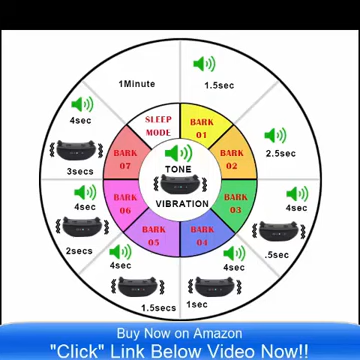 1Minute
1.5sec
4sec
SLEEP
MODE
BARK
01
2.5sec
BARK
07
BARK
02
3secs
TONE
4sec
BARK
06
VIBRATION
BARK
03
4sec
2secs
BARK
05
BARK
04
.5sec
4sec
4sec
1.5secs
1sec
Buy Now on Amazon
"Click" Link Below Video Now!!